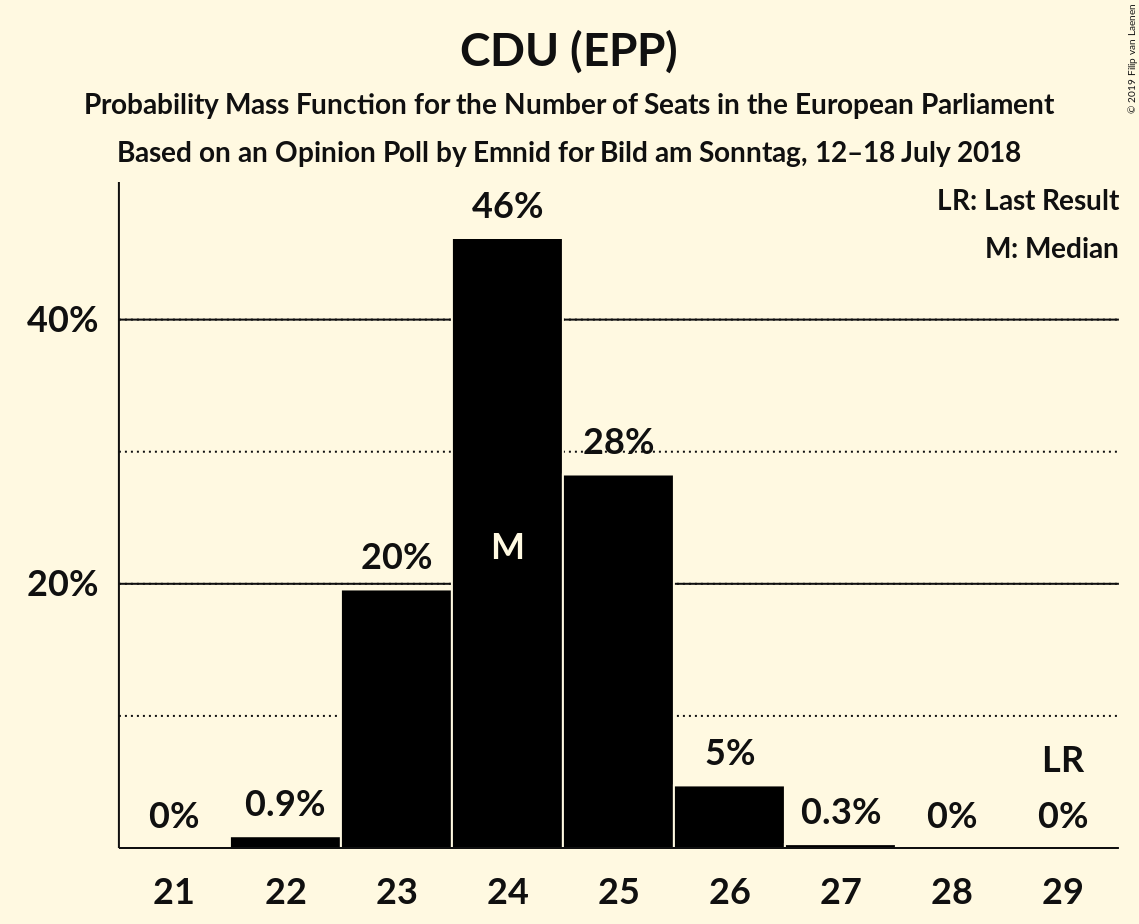 CDU (EPP)
Probability Mass Function for the Number of Seats in the European Parliament
Based on an Opinion Poll by Emnid for Bild am Sonntag, 12–18 July 2018
© 2019 Filip van Laenen
LR: Last Result
M: Median
40%
20%
0%
0.9%
20%
46%
M
28%
5%
0.3%
0%
LR
0%
21 22 23 24 25 26 27 28 29